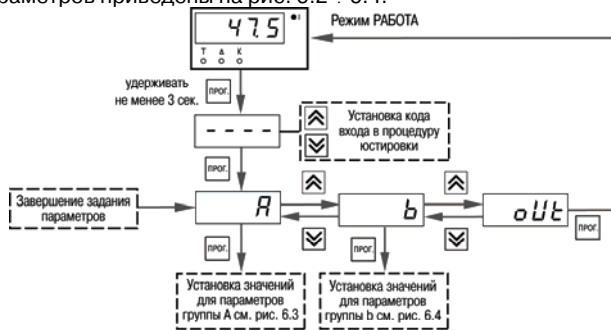 раметров приведены на рис. 6.2 ÷ 6.4.
47.5
Режим РАБОТА
Т Δ К
удерживать
не менее 3 сек.
ПРОГ.
- - - -
Установка кода
входа в процедуру
юстировки
ПРОГ.
Завершение задания
параметров
A
b
oUt
ПРОГ.
ПРОГ.
ПРОГ.
Установка значений
для параметров
группы А см. рис. 6.3
Установка значений
для параметров
группы b см. рис. 6.4